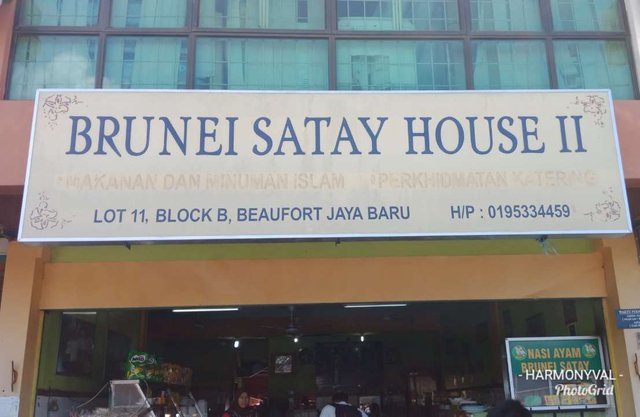 BRUNEI SATAY HOUSE II
*MAKANAN DAN MINUMAN ISLAM *PERKHIDMATAN KATERING
LOT 11, BLOCK B, BEAUFORT JAYA BARU H/P : 0195334459
NASI AYAM
BRUNEI SATAY
- HARMONYVAL -
PhotoGrid